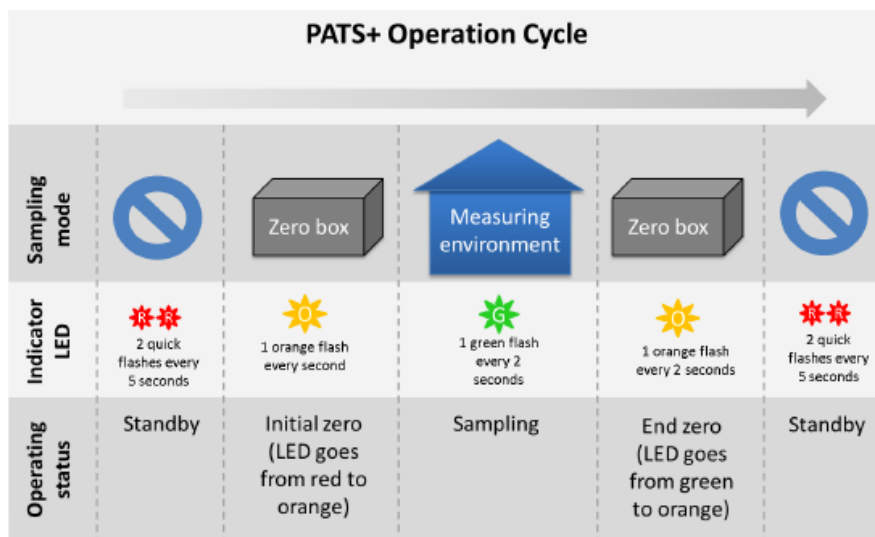 PATS+ Operation Cycle
Sampling
mode
Zero box
Measuring
environment
Zero box
Indicator
LED
R R
2 quick
flashes every
5 seconds
O
1 orange flash
every second
G
1 green flash
every 2
seconds
O
1 orange flash
every 2 seconds
R R
2 quick
flashes every
5 seconds
Operating
status
Standby
Initial zero
(LED goes
from red to
orange)
Sampling
End zero
(LED goes
from green
to orange)
Standby